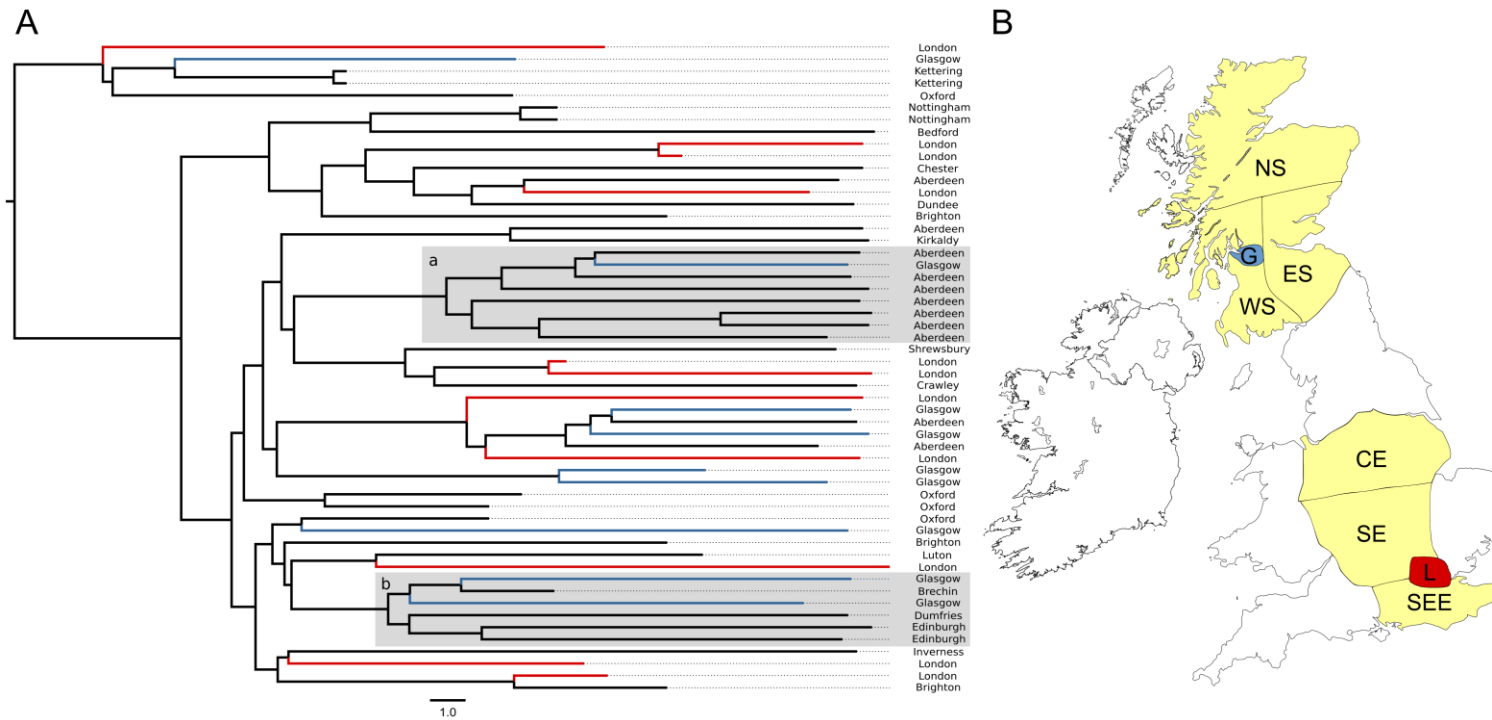 A
B
London
Glasgow
Kettering
Kettering
Oxford
Nottingham
Nottingham
Bedford
London
London
Chester
Aberdeen
London
Dundee
Brighton
Aberdeen
Kirkaldy
a
Aberdeen
Glasgow
Aberdeen
Aberdeen
Aberdeen
Aberdeen
Aberdeen
Aberdeen
Shrewsbury
London
London
Crawley
London
Glasgow
Aberdeen
Glasgow
Aberdeen
London
Glasgow
Glasgow
Oxford
Oxford
Oxford
Glasgow
Brighton
Luton
London
b
Glasgow
Brechin
Glasgow
Dumfries
Edinburgh
Edinburgh
Inverness
London
London
Brighton
1.0
NS
G
ES
WS
CE
SE
L
SEE